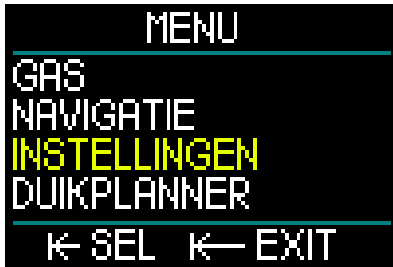 MENU
GAS
NAVIGATIE
INSTELLINGEN
DUIKPLANNER
SEL EXIT